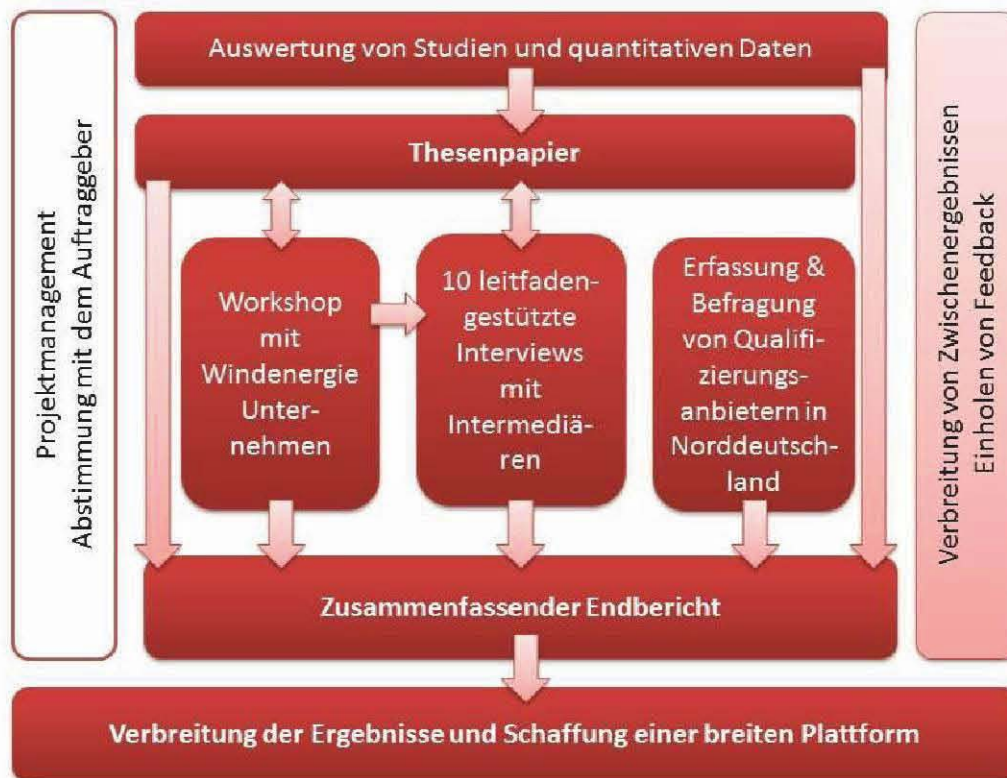 Auswertung von Studien und quantitativen Daten
Thesenpapier
Projektmanagement
Abstimmung mit dem Auftraggeber
Workshop
mit
Windenergie
Unter-
nehmen
10 leitfaden-
gestützte
Interviews
mit
Intermediä-
ren
Erfassung &
Befragung
von Qualifi-
zierungs-
anbietern in
Norddeutsch-
land
Verbreitung von Zwischenergebnissen
Einholen von Feedback
Zusammenfassender Endbericht
Verbreitung der Ergebnisse und Schaffung einer breiten Plattform